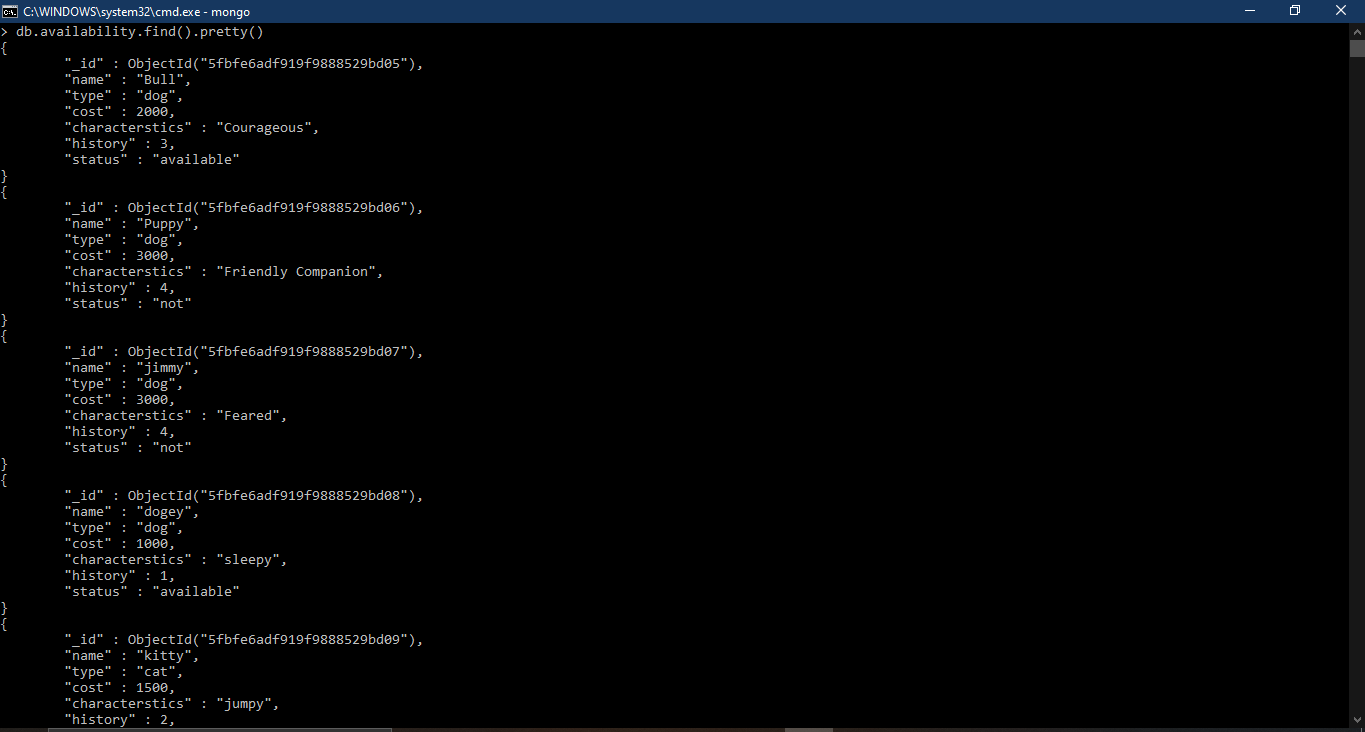 C:\WINDOWS\system32\cmd.exe - mongo
> db.availability.find().pretty()
{
"_id" : ObjectId("5fbfe6adf919f9888529bd05"),
"name" : "Bull",
"type" : "dog",
"cost" : 2000,
"characterstics" : "Courageous",
"history" : 3,
"status" : "available"
}
{
"_id" : ObjectId("5fbfe6adf919f9888529bd06"),
"name" : "Puppy",
"type" : "dog",
"cost" : 3000,
"characterstics" : "Friendly Companion",
"history" : 4,
"status" : "not"
}
{
"_id" : ObjectId("5fbfe6adf919f9888529bd07"),
"name" : "jimmy",
"type" : "dog",
"cost" : 3000,
"characterstics" : "Feared",
"history" : 4,
"status" : "not"
}
{
"_id" : ObjectId("5fbfe6adf919f9888529bd08"),
"name" : "dogey",
"type" : "dog",
"cost" : 1000,
"characterstics" : "sleepy",
"history" : 1,
"status" : "available"
}
{
"_id" : ObjectId("5fbfe6adf919f9888529bd09"),
"name" : "kitty",
"type" : "cat",
"cost" : 1500,
"characterstics" : "jumpy",
"history" : 2,